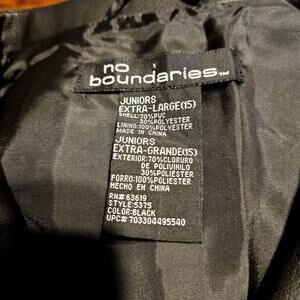 no
boundaries™
JUNIORS
EXTRA-LARGE(15)
SHELL:70%PVC
30%POLYESTER
LINING:100%POLYESTER
MADE IN CHINA
JUNIORS
EXTRA-GRANDE(15)
EXTERIOR:70%CLORURO
DE POLIVINILO
30%POLIESTER
FORRO:100%POLIESTER
HECHO EN CHINA
RN#63619
STYLE:5375
COLOR:BLACK
UPC#703304495540